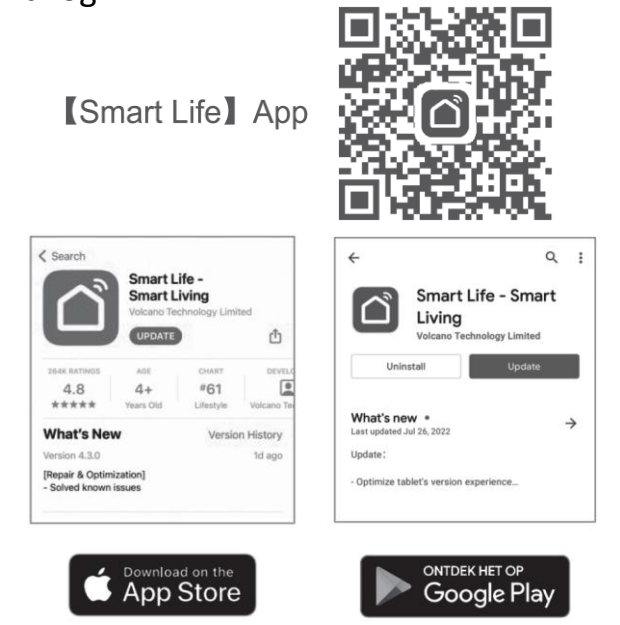 【Smart Life】App
Search
Smart Life -
Smart Living
Volcano Technology Limited
UPDATE
264K RATINGS
4.8
★★★★★
AGE
4+
Years Old
CHART
#61
Lifestyle
What's New
Version History
Version 4.3.0
1d ago
[Repair & Optimization]
- Solved known issues
Smart Life - Smart
Living
Volcano Technology Limited
Uninstall
Update
What's new •
Last updated Jul 26, 2022
Update:
- Optimize tablet's version experience...
Download on the
App Store
ONTDEK HET OP
Google Play